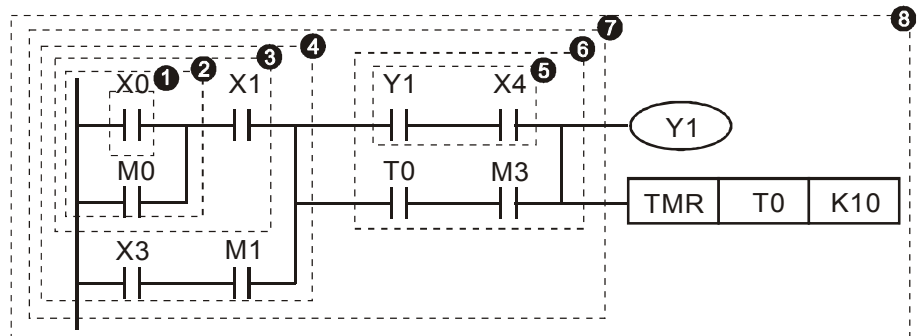 8
7
4 6
3
2 5
X0 1 X1 Y1 X4
Y1
M0 T0 M3
TMR T0 K10
X3 M1